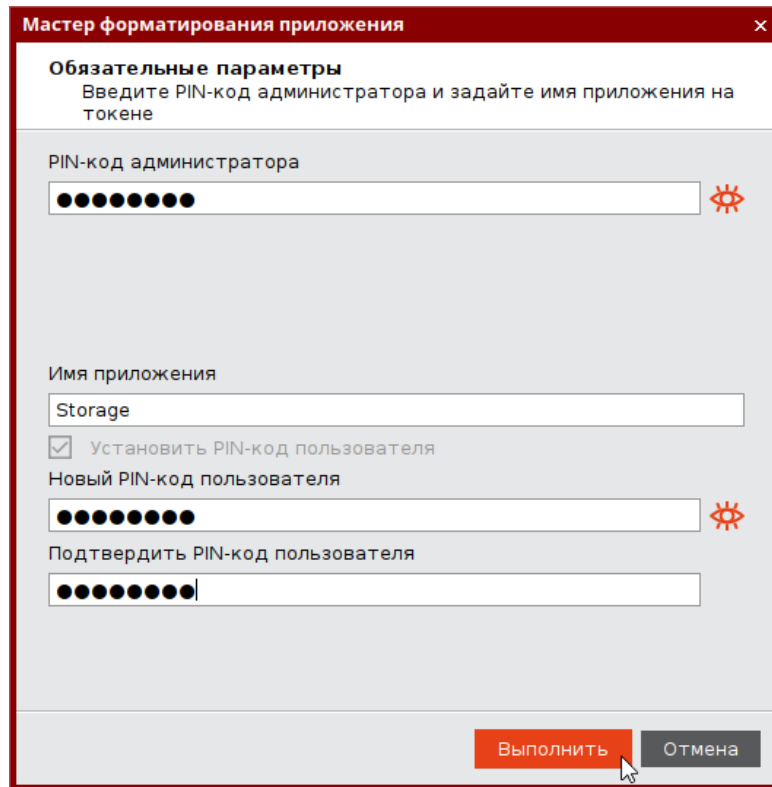 Мастер форматирования приложения
Обязательные параметры
Введите PIN-код администратора и задайте имя приложения на
токене
PIN-код администратора
●●●●●●●●
Имя приложения
Storage
Установить PIN-код пользователя
Новый PIN-код пользователя
●●●●●●●●
Подтвердить PIN-код пользователя
●●●●●●●●
Выполнить
Отмена